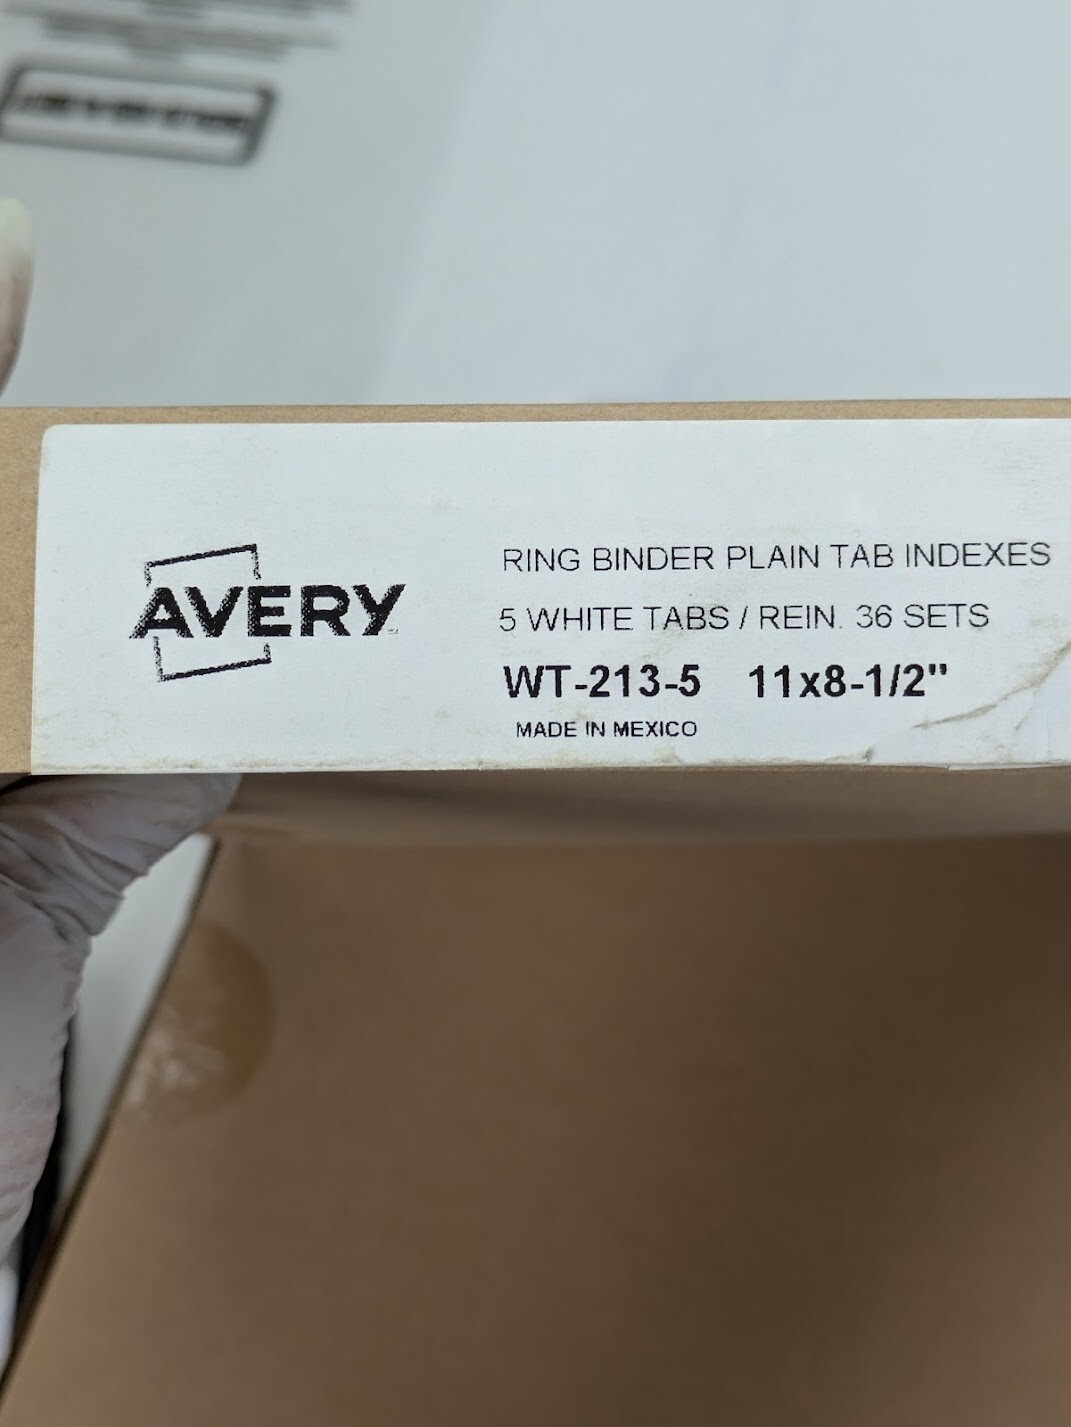 AVERY
RING BINDER PLAIN TAB INDEXES
5 WHITE TABS / REIN. 36 SETS
WT-213-5 11x8-1/2"
MADE IN MEXICO